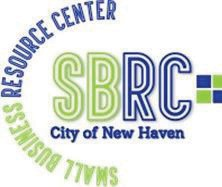 SMALL BUSINESS RESOURCE CENTER
SBRC
City of New Haven